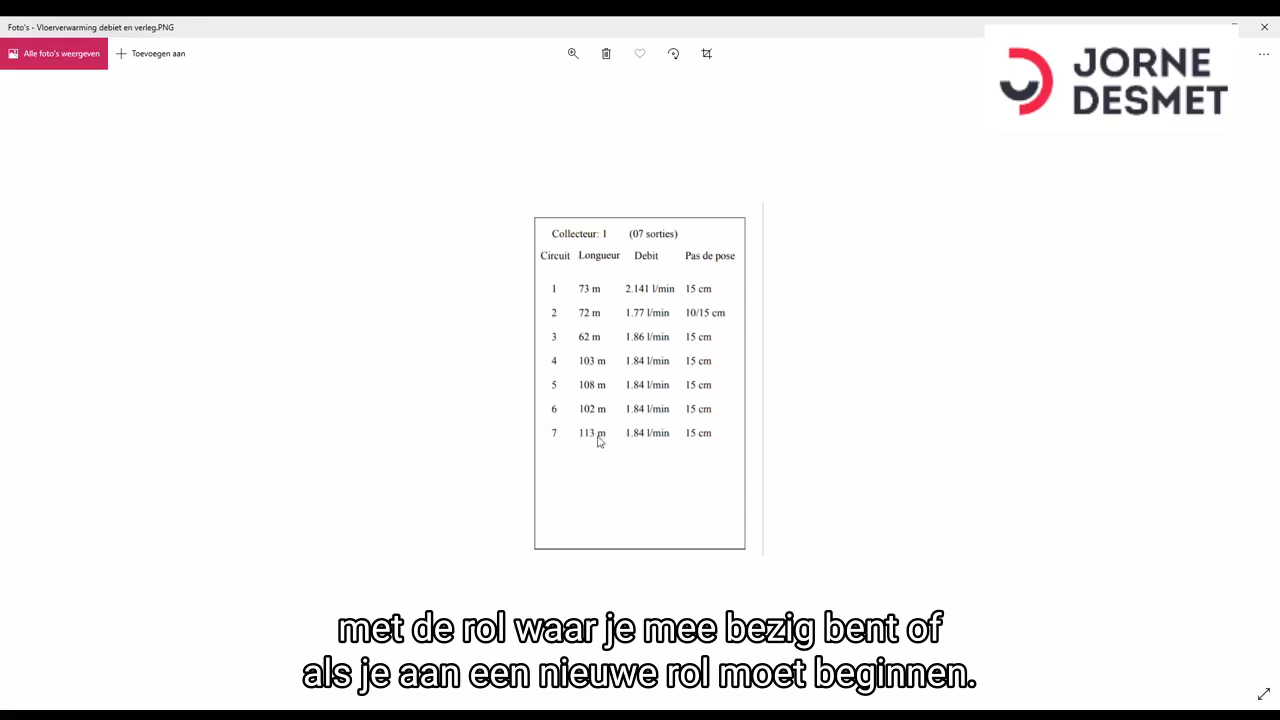 Foto's - Vloerverwarming debiet en verleg.PNG
Alle foto's weergeven
Toevoegen aan
JORNE
DESMET
Collecteur: 1 (07 sorties)
Circuit Longueur Debit Pas de pose
1 73 m 2.141 l/min 15 cm
2 72 m 1.77 l/min 10/15 cm
3 62 m 1.86 l/min 15 cm
4 103 m 1.84 l/min 15 cm
5 108 m 1.84 l/min 15 cm
6 102 m 1.84 l/min 15 cm
7 113 m 1.84 l/min 15 cm
met de rol waar je mee bezig bent of
als je aan een nieuwe rol moet beginnen.